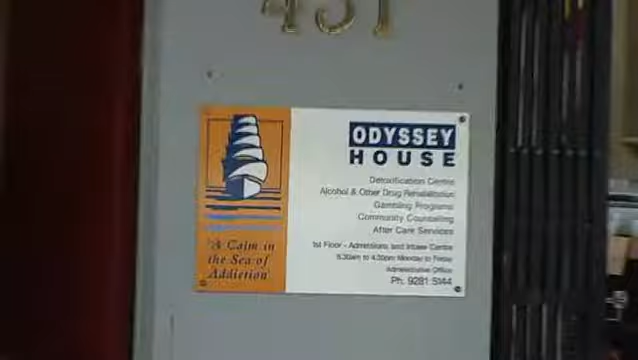 431
ODYSSEY
HOUSE
Detoxification Centre
Alcohol & Other Drug Rehabilitation
Gambling Programs
Community Counselling
After Care Services
1st Floor - Admissions and Intake Centre
8.30am to 4.30pm Monday to Friday
Administrative Office
Ph: 9281 5144
"A Calm in
the Sea of
Addiction"